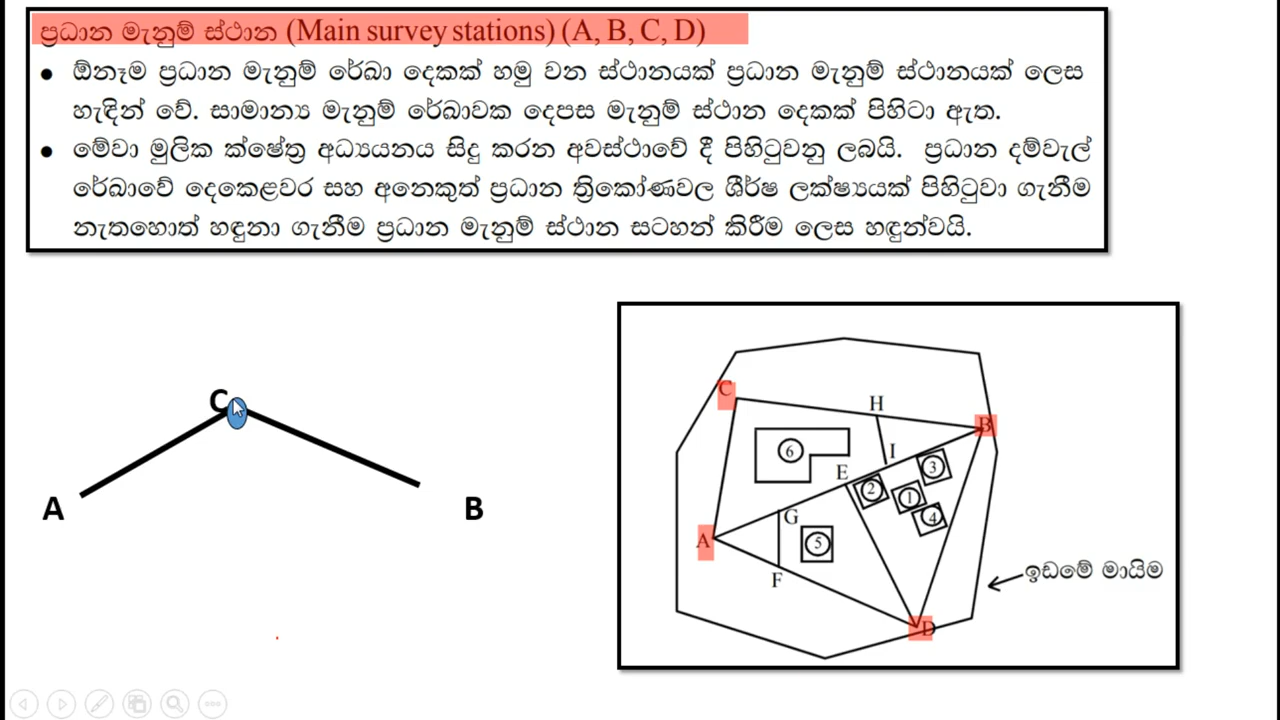 ප්‍රධාන මැනුම් ස්ථාන (Main survey stations) (A, B, C, D)
● ඕනෑම ප්‍රධාන මැනුම් රේඛා දෙකක් හමු වන ස්ථානයක් ප්‍රධාන මැනුම් ස්ථානයක් ලෙස
හැඳින් වේ. සාමාන්‍ය මැනුම් රේඛාවක දෙපස මැනුම් ස්ථාන දෙකක් පිහිටා ඇත.
● මේවා මුලික ක්ෂේත්‍ර අධ්‍යයනය සිදු කරන අවස්ථාවේ දී පිහිටුවනු ලබයි. ප්‍රධාන දම්වැල්
රේඛාවේ දෙකෙළවර සහ අනෙකුත් ප්‍රධාන ත්‍රිකෝණවල ශීර්ෂ ලක්ෂ්‍යයක් පිහිටුවා ගැනීම
නැතහොත් හඳුනා ගැනීම ප්‍රධාන මැනුම් ස්ථාන සටහන් කිරීම ලෙස හඳුන්වයි.
C
A
B
C
H
B
I
6
E
3
2
1
4
G
A
5
F
ඉඩමේ මායිම
D